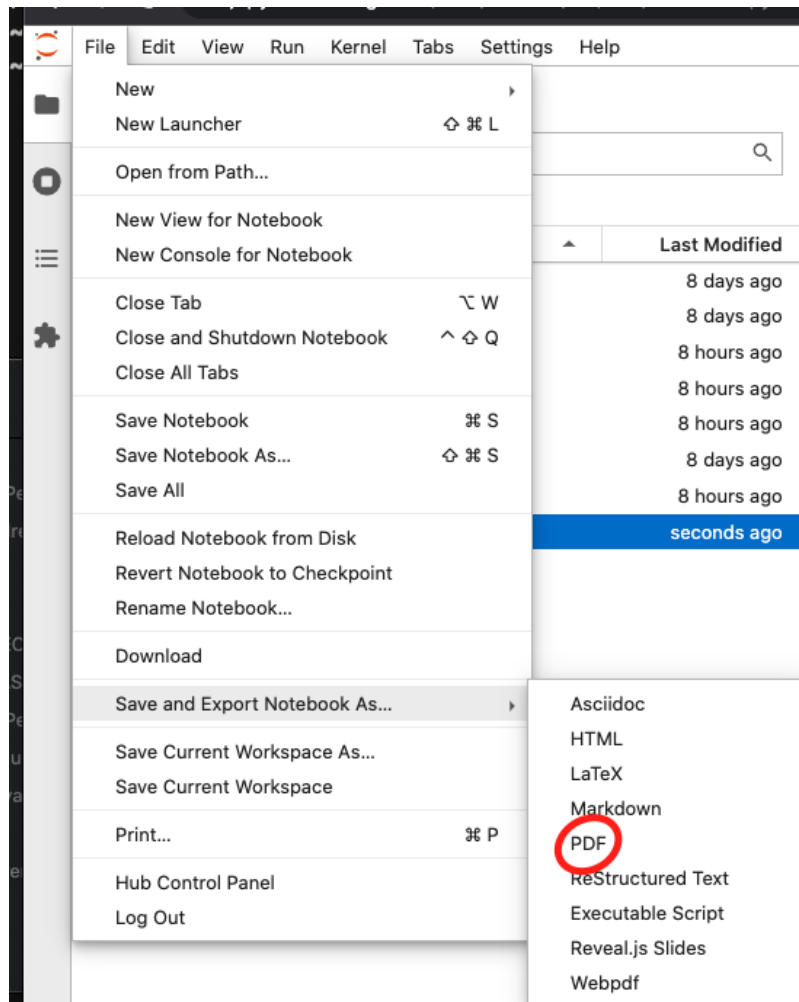 File Edit View Run Kernel Tabs Settings Help
New
New Launcher ⇧ ⌘ L
Open from Path...
New View for Notebook
New Console for Notebook
Close Tab ⌥ W
Close and Shutdown Notebook ^ ⇧ Q
Close All Tabs
Save Notebook ⌘ S
Save Notebook As... ⇧ ⌘ S
Save All
Reload Notebook from Disk
Revert Notebook to Checkpoint
Rename Notebook...
Download
Save and Export Notebook As...
Save Current Workspace As...
Save Current Workspace
Print... ⌘ P
Hub Control Panel
Log Out
Last Modified
8 days ago
8 days ago
8 hours ago
8 hours ago
8 hours ago
8 days ago
8 hours ago
seconds ago
Asciidoc
HTML
LaTeX
Markdown
PDF
ReStructured Text
Executable Script
Reveal.js Slides
Webpdf